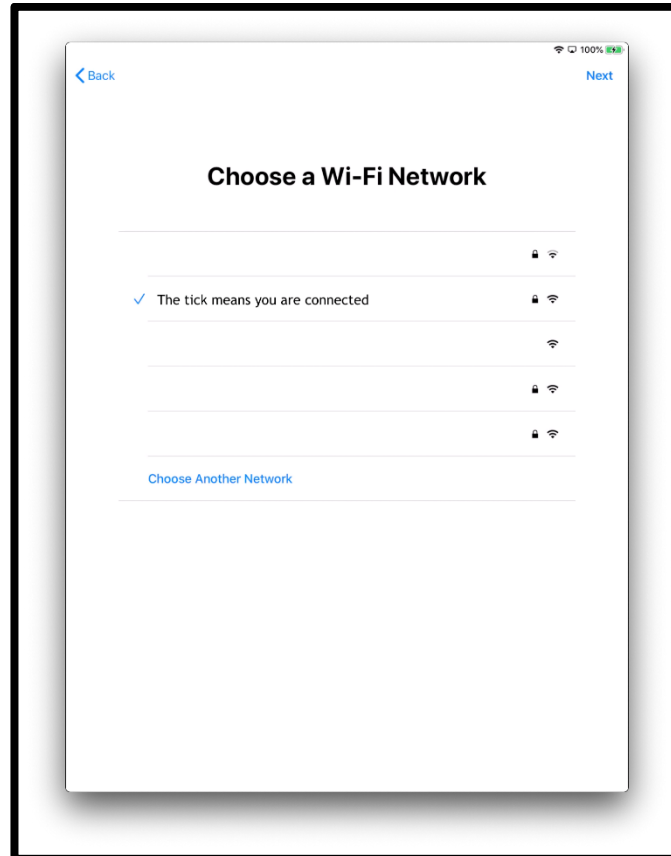 100%
Back
Next
Choose a Wi-Fi Network
The tick means you are connected
Choose Another Network